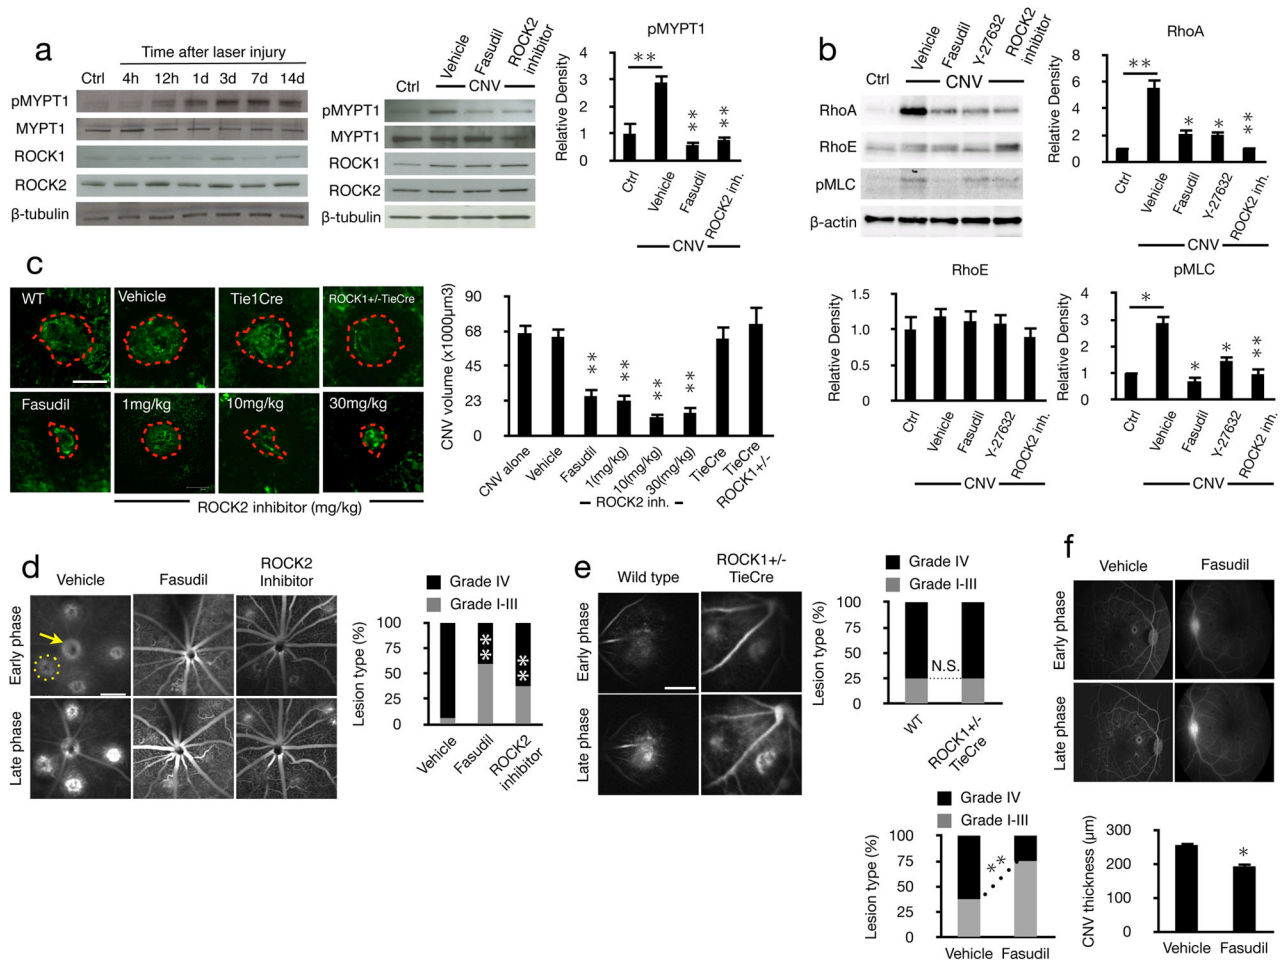 a
Time after laser injury
Ctrl 4h 12h 1d 3d 7d 14d
pMYPT1
MYPT1
ROCK1
ROCK2
β-tubulin
Ctrl
Vehicle
Fasudil
ROCK2
inhibitor
CNV
pMYPT1
MYPT1
ROCK1
ROCK2
β-tubulin
pMYPT1
Relative Density
4
3
2
1
0
**
**
**
Ctrl
Vehicle
Fasudil
ROCK2 inh.
CNV
b
Ctrl
Vehicle
Fasudil
Y-27632
ROCK2
inhibitor
CNV
RhoA
RhoE
pMLC
β-actin
RhoA
Relative Density
8
6
4
2
0
**
*
*
**
Ctrl
Vehicle
Fasudil
Y-27632
ROCK2 inh.
CNV
RhoE
Relative Density
1.5
1.0
0.5
0
Ctrl
Vehicle
Fasudil
Y-27632
ROCK2 inh.
CNV
pMLC
Relative Density
4
3
2
1
0
*
*
*
**
Ctrl
Vehicle
Fasudil
Y-27632
ROCK2 inh.
CNV
c
WT
Vehicle
Tie1Cre
ROCK1+/-TieCre
Fasudil
1mg/kg
10mg/kg
30mg/kg
ROCK2 inhibitor (mg/kg)
CNV volume (x1000μm3)
90
68
45
23
0
**
**
**
**
CNV alone
Vehicle
Fasudil
1(mg/kg)
10(mg/kg)
30(mg/kg)
TieCre
TieCre
ROCK1+/-
ROCK2 inh.
d
Vehicle
Fasudil
ROCK2
Inhibitor
Early phase
Late phase
Grade IV
Grade I-III
Lesion type (%)
100
75
50
25
0
**
**
Vehicle
Fasudil
ROCK2
inhibitor
e
Wild type
ROCK1+/-
TieCre
Early phase
Late phase
Grade IV
Grade I-III
Lesion type (%)
100
75
50
25
0
N.S.
WT
ROCK1+/-
TieCre
Grade IV
Grade I-III
Lesion type (%)
100
75
50
25
0
**
Vehicle Fasudil
f
Vehicle
Fasudil
Early phase
Late phase
CNV thickness (μm)
300
200
100
0
*
Vehicle Fasudil